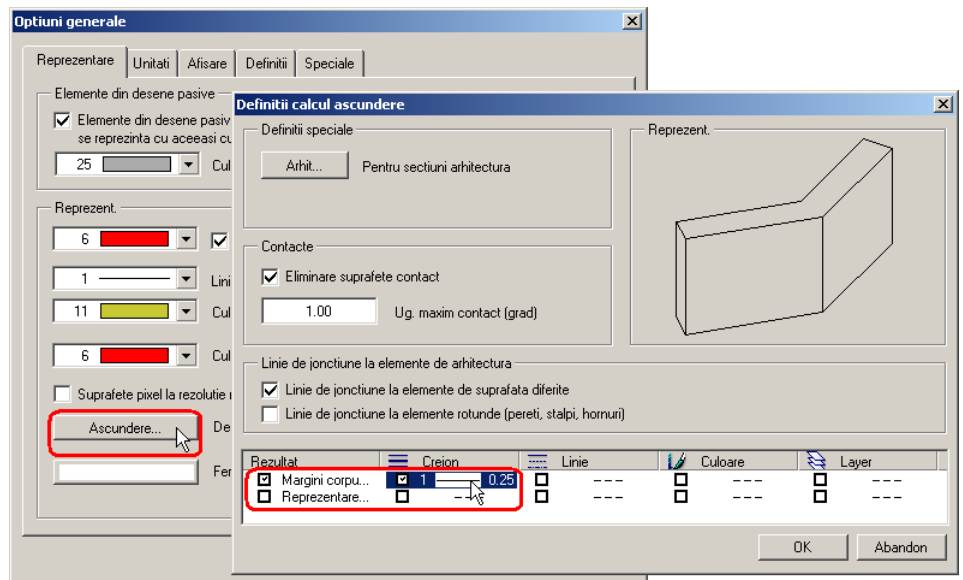 Optiuni generale
Reprezentare Unitati Afisare Definitii Speciale
Elemente din desene pasive
Elemente din desene pasiv
se reprezinta cu aceeasi cu
25 Cul
Reprezent.
6
1 Lini
11 Cul
6 Cul
Suprafete pixel la rezolutie
Ascundere... De
Fer
Definitii calcul ascundere
Definitii speciale
Arhit... Pentru sectiuni arhitectura
Reprezent.
Contacte
Eliminare suprafete contact
1.00 Ug. maxim contact (grad)
Linie de jonctiune la elemente de arhitectura
Linie de jonctiune la elemente de suprafata diferite
Linie de jonctiune la elemente rotunde (pereti, stalpi, hornuri)
Rezultat Creion Linie Culoare Layer
Margini corpu... 1 0.25 --- --- ---
Reprezentare... --- --- --- ---
OK Abandon